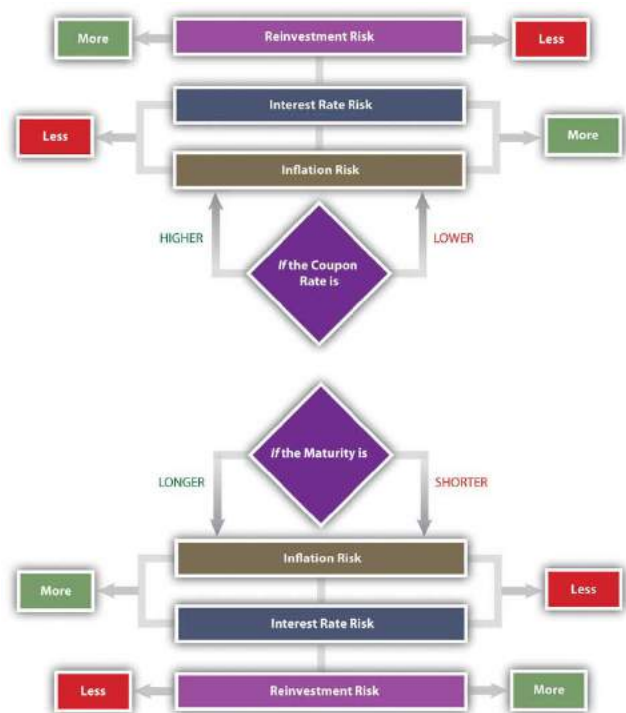 More
Reinvestment Risk
Less
Interest Rate Risk
Less
More
Inflation Risk
HIGHER
LOWER
If the Coupon
Rate is
If the Maturity is
LONGER
SHORTER
Inflation Risk
More
Less
Interest Rate Risk
Less
Reinvestment Risk
More